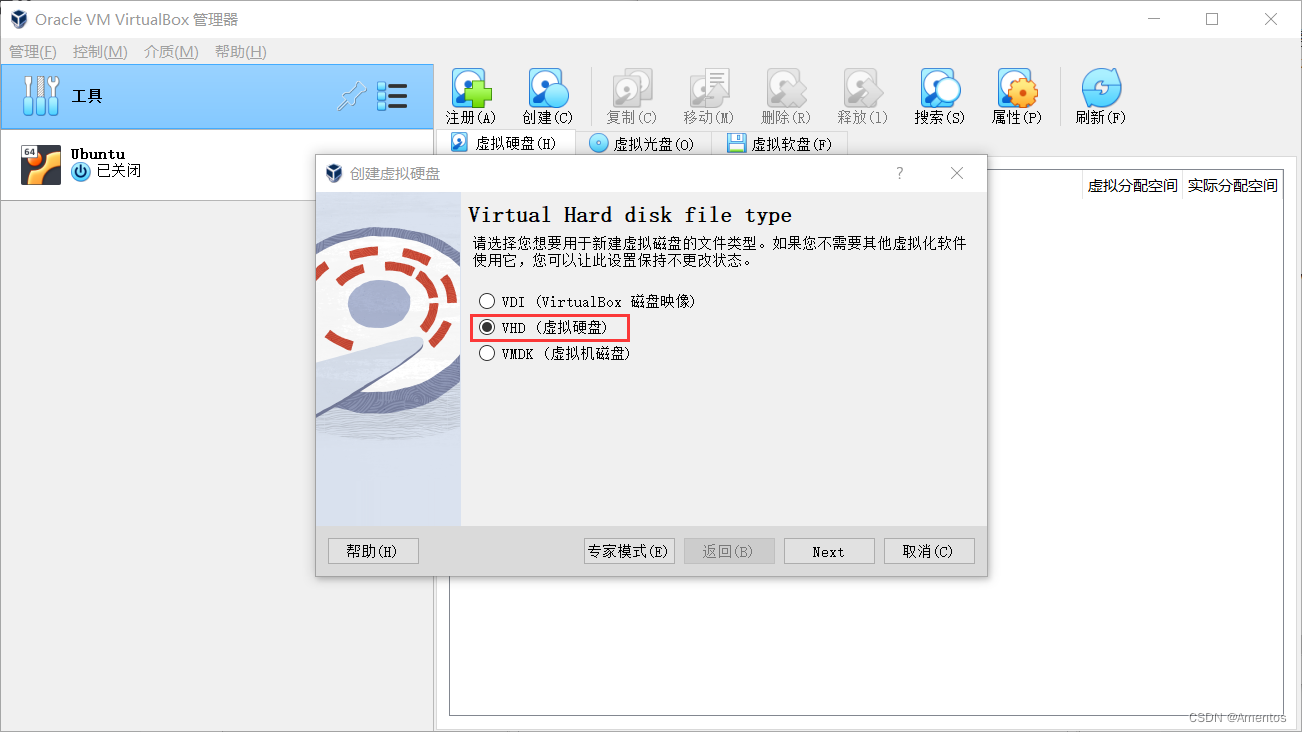 Oracle VM VirtualBox 管理器
管理(F) 控制(M) 介质(M) 帮助(H)
工具
注册(A) 创建(C) 复制(C) 移动(M) 删除(R) 释放(l) 搜索(S) 属性(P) 刷新(F)
64
Ubuntu
已关闭
虚拟硬盘(H) 虚拟光盘(O) 虚拟软盘(F)
虚拟分配空间 实际分配空间
创建虚拟硬盘 ?
Virtual Hard disk file type
请选择您想要用于新建虚拟磁盘的文件类型。如果您不需要其他虚拟化软件
使用它，您可以让此设置保持不更改状态。
VDI (VirtualBox 磁盘映像)
VHD (虚拟硬盘)
VMDK (虚拟机磁盘)
帮助(H) 专家模式(E) 返回(B) Next 取消(C)
CSDN @Amentos